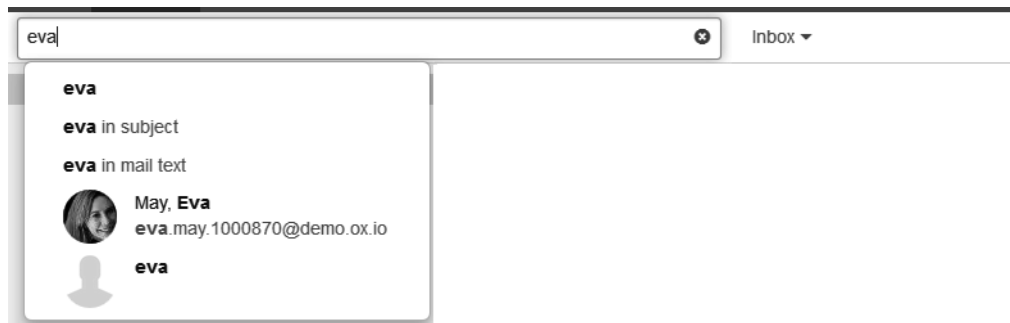 eva
Inbox
eva
eva in subject
eva in mail text
May, Eva
eva.may.1000870@demo.ox.io
eva